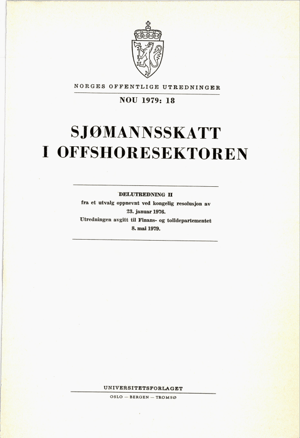 NORGES OFFENTLIGE UTREDNINGER
NOU 1979: 18
SJØMANNSSKATT
I OFFSHORESEKTOREN
DELUTREDNING II
fra et utvalg oppnevnt ved kongelig resolusjon av
23. januar 1976.
Utredningen avgitt til Finans- og tolldepartementet
8. mai 1979.
UNIVERSITETSFORLAGET
OSLO – BERGEN – TROMSØ